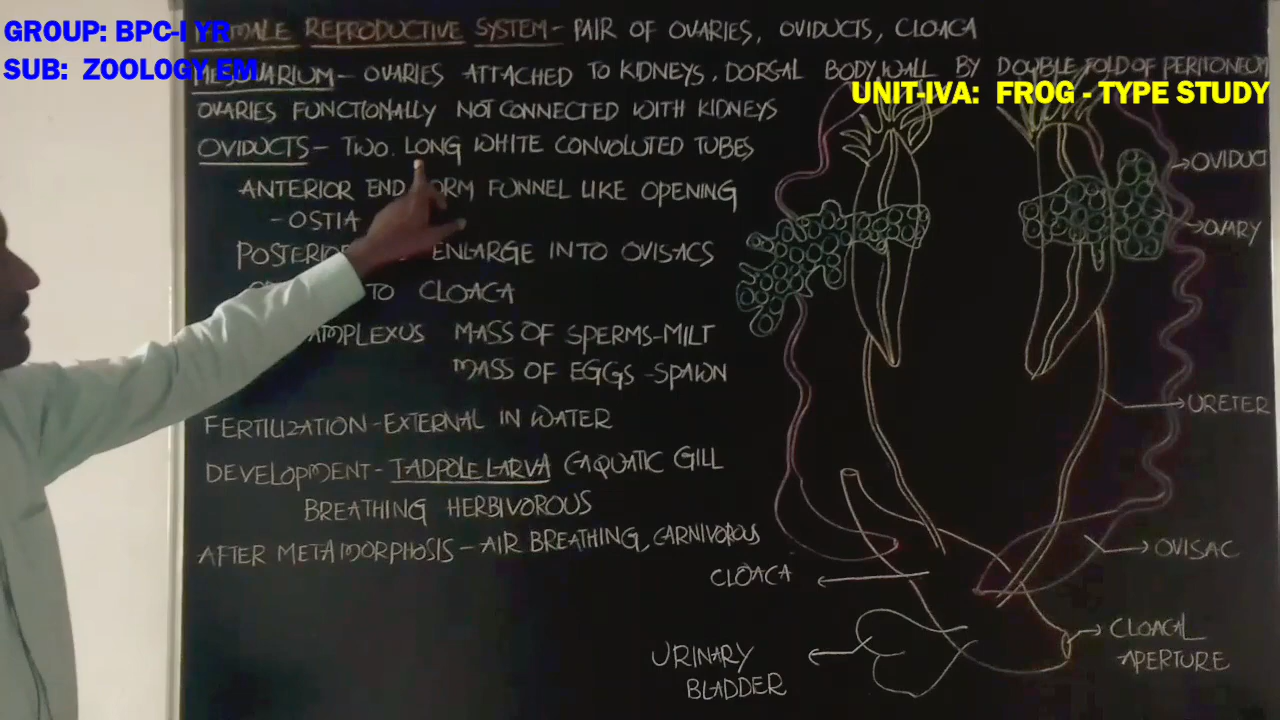 GROUP: BPC-I YR
SUB: ZOOLOGY EM
UNIT-IVA: FROG - TYPE STUDY
REPRODUCTIVE SYSTEM - PAIR OF OVARIES, OVIDUCTS, CLOACA
- OVARIES ATTACHED TO KIDNEYS, DORSAL BODY WALL BY DOUBLE FOLD OF PERITONEUM
OVARIES FUNCTIONALLY NOT CONNECTED WITH KIDNEYS
OVIDUCTS - TWO. LONG WHITE CONVOLUTED TUBES
ANTERIOR END FORM FUNNEL LIKE OPENING
- OSTIA
POSTERIOR ENLARGE INTO OVISACS
TO CLOACA
AMPLEXUS MASS OF SPERMS-MILT
MASS OF EGGS -SPAWN
FERTILIZATION-EXTERNAL IN WATER
DEVELOPMENT- TADPOLE LARVA (AQUATIC GILL
BREATHING HERBIVOROUS
AFTER METAMORPHOSIS - AIR BREATHING, CARNIVOROUS
OVIDUCT
OVARY
URETER
OVISAC
CLOACA
CLOACAL
APERTURE
URINARY
BLADDER